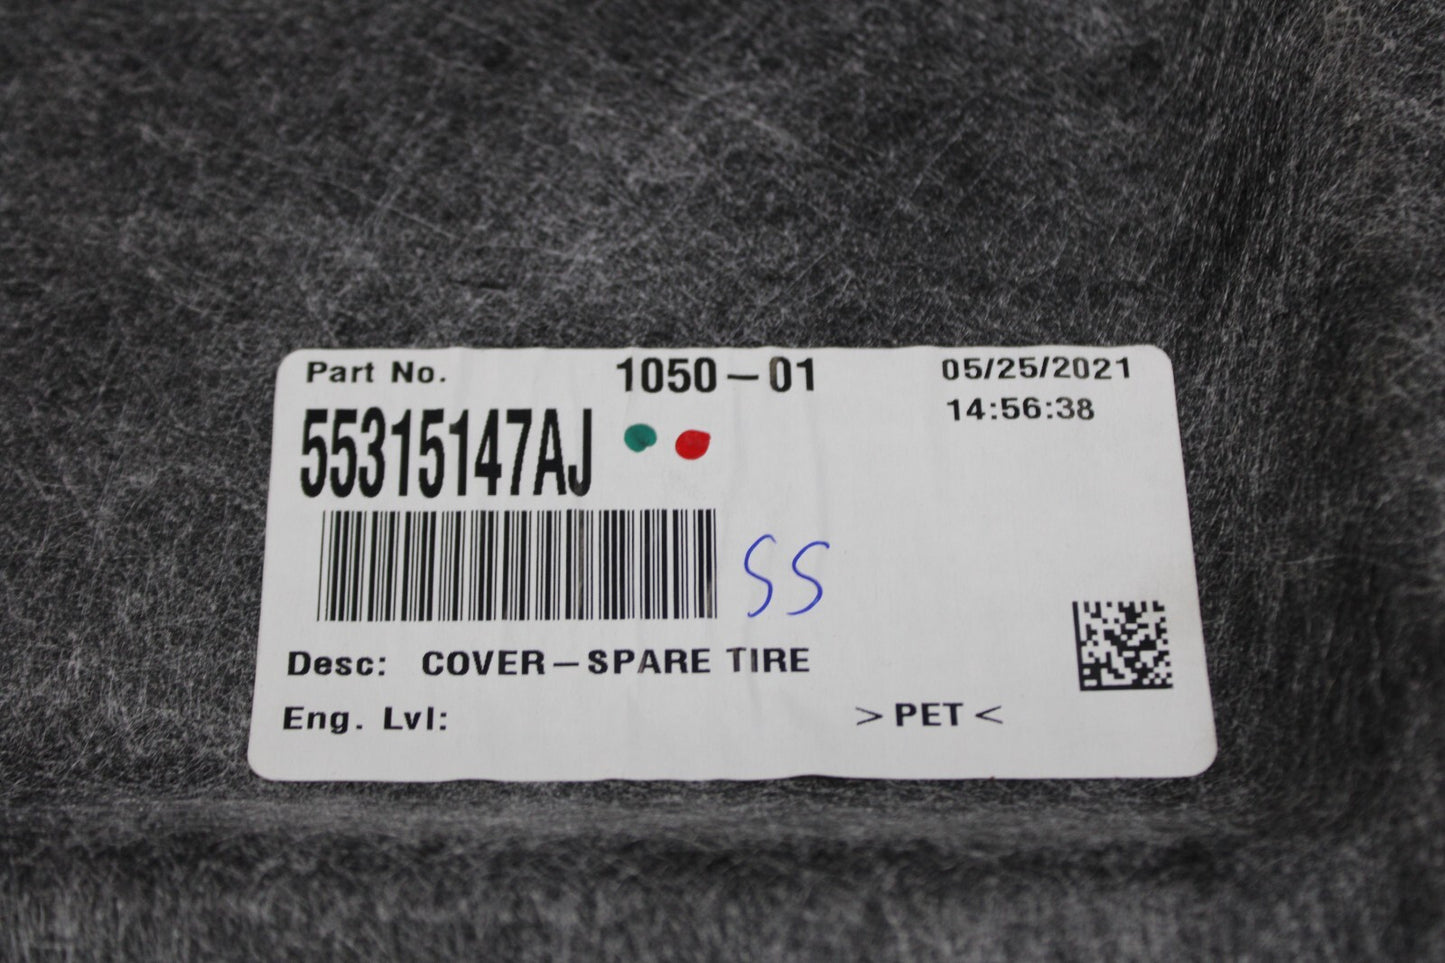 Part No. 1050-01 05/25/2021
14:56:38
55315147AJ
SS
Desc: COVER-SPARE TIRE
Eng. Lvl: >PET<